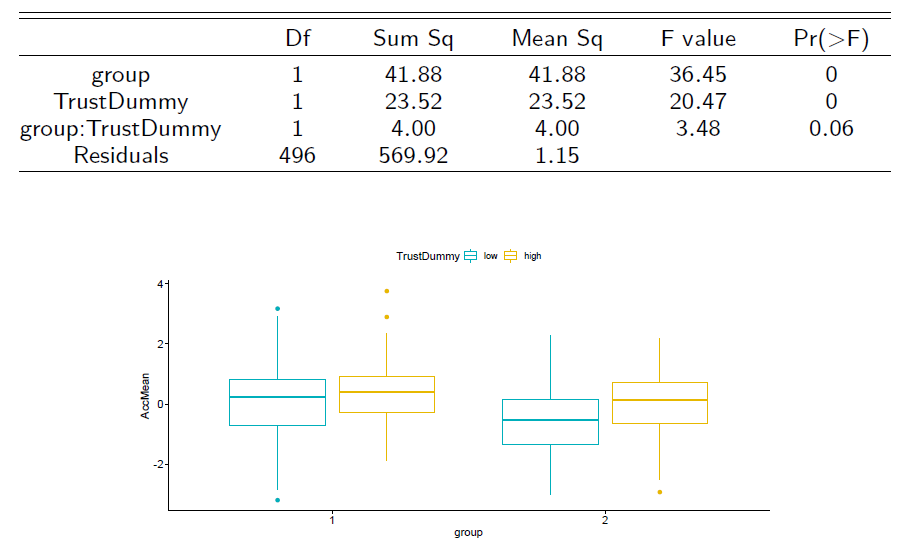 Df Sum Sq Mean Sq F value Pr(>F)
group 1 41.88 41.88 36.45 0
TrustDummy 1 23.52 23.52 20.47 0
group:TrustDummy 1 4.00 4.00 3.48 0.06
Residuals 496 569.92 1.15
TrustDummy low high
4
2
0
-2
AccMean
1 2
group